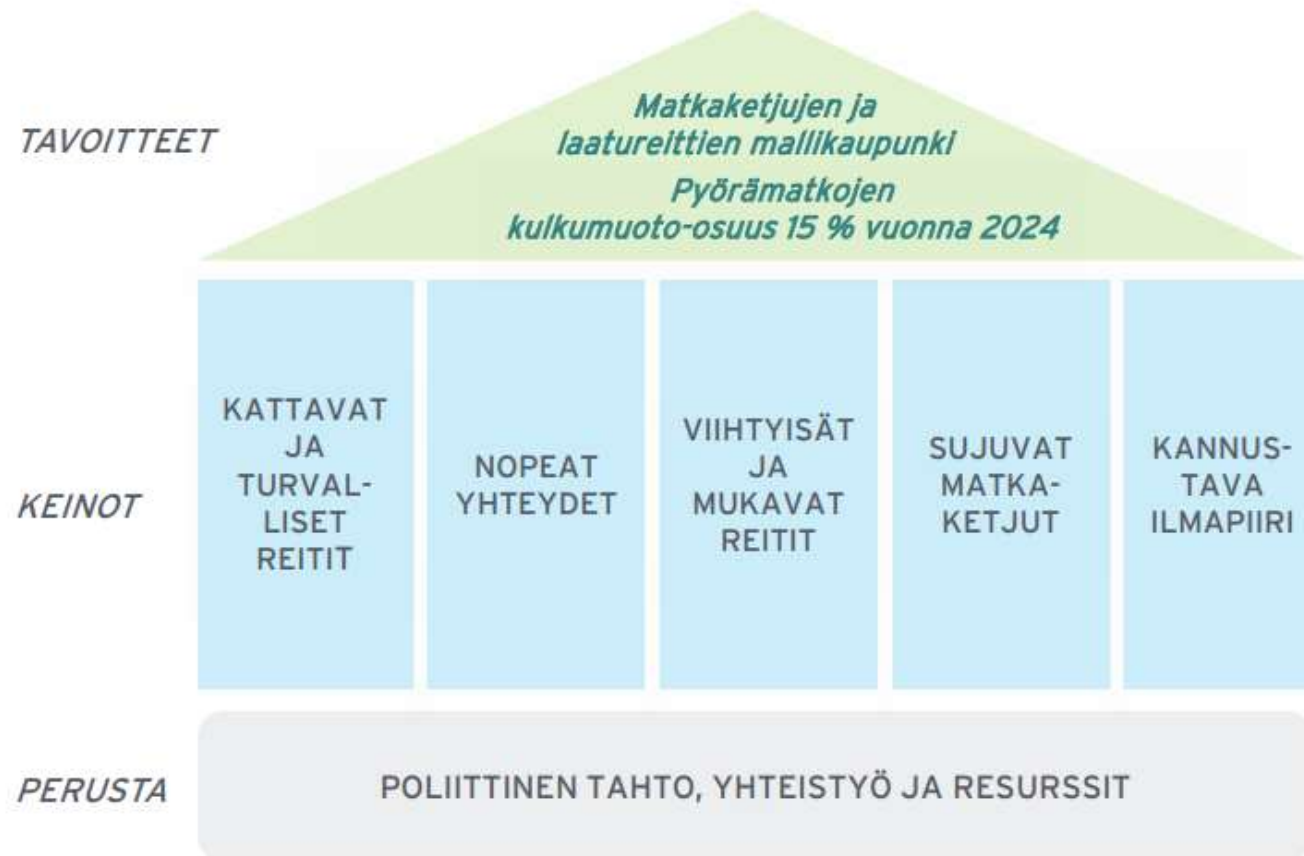 TAVOITTEET
Matkaketjujen ja
laatureittien mallikaupunki
Pyörämatkojen
kulkumuoto-osuus 15 % vuonna 2024
KEINOT
KATTAVAT
JA
TURVAL-
LISET
REITIT
NOPEAT
YHTEYDET
VIIHTYISÄT
JA
MUKAVAT
REITIT
SUJUVAT
MATKA-
KETJUT
KANNUS-
TAVA
ILMAPIIRI
PERUSTA
POLIITTINEN TAHTO, YHTEISTYÖ JA RESURSSIT